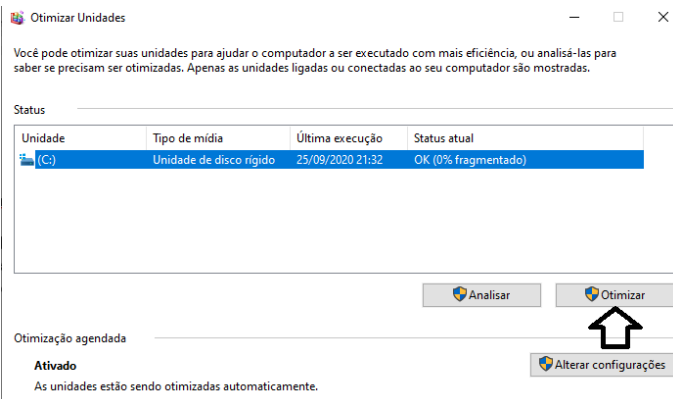 Otimizar Unidades
Você pode otimizar suas unidades para ajudar o computador a ser executado com mais eficiência, ou analisá-las para
saber se precisam ser otimizadas. Apenas as unidades ligadas ou conectadas ao seu computador são mostradas.
Status
Unidade Tipo de mídia Última execução Status atual
(C:) Unidade de disco rígido 25/09/2020 21:32 OK (0% fragmentado)
Analisar Otimizar
Otimização agendada
Ativado Alterar configurações
As unidades estão sendo otimizadas automaticamente.